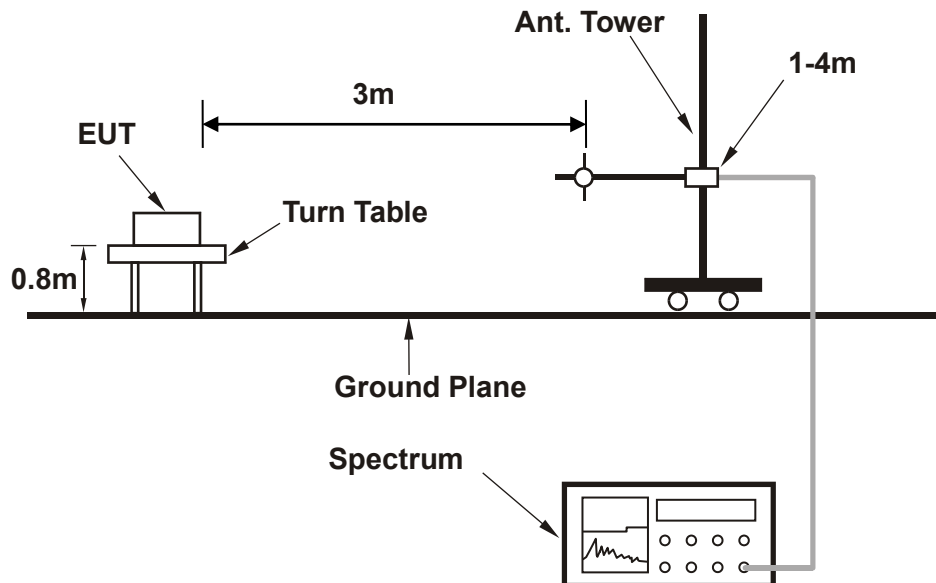 Ant. Tower
1-4m
3m
EUT
Turn Table
0.8m
Ground Plane
Spectrum